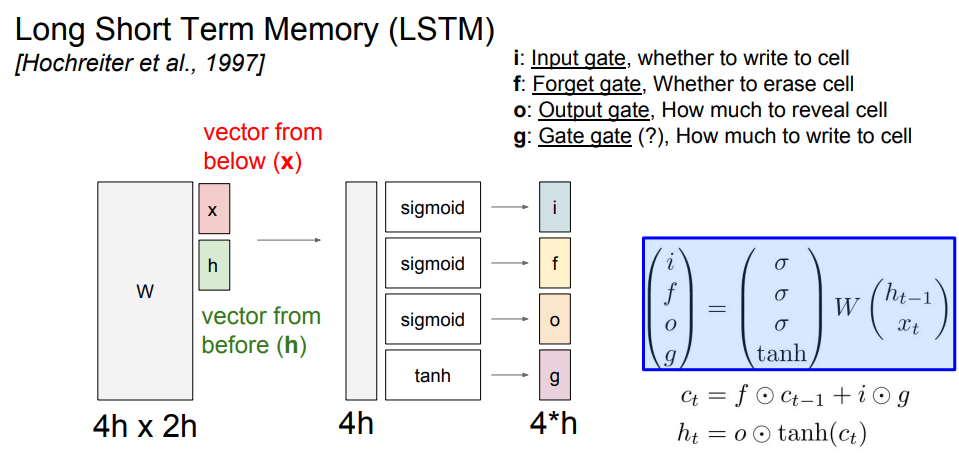 Long Short Term Memory (LSTM)
[Hochreiter et al., 1997]
i: Input gate, whether to write to cell
f: Forget gate, Whether to erase cell
o: Output gate, How much to reveal cell
g: Gate gate (?), How much to write to cell
vector from
below (x)
x
h
W
vector from
before (h)
4h x 2h
sigmoid
sigmoid
sigmoid
tanh
4h
i
f
o
g
4*h
(i f o g) = (σ σ σ tanh) W (h_{t−1} x_t)
c_t = f ⊙ c_{t−1} + i ⊙ g
h_t = o ⊙ tanh(c_t)